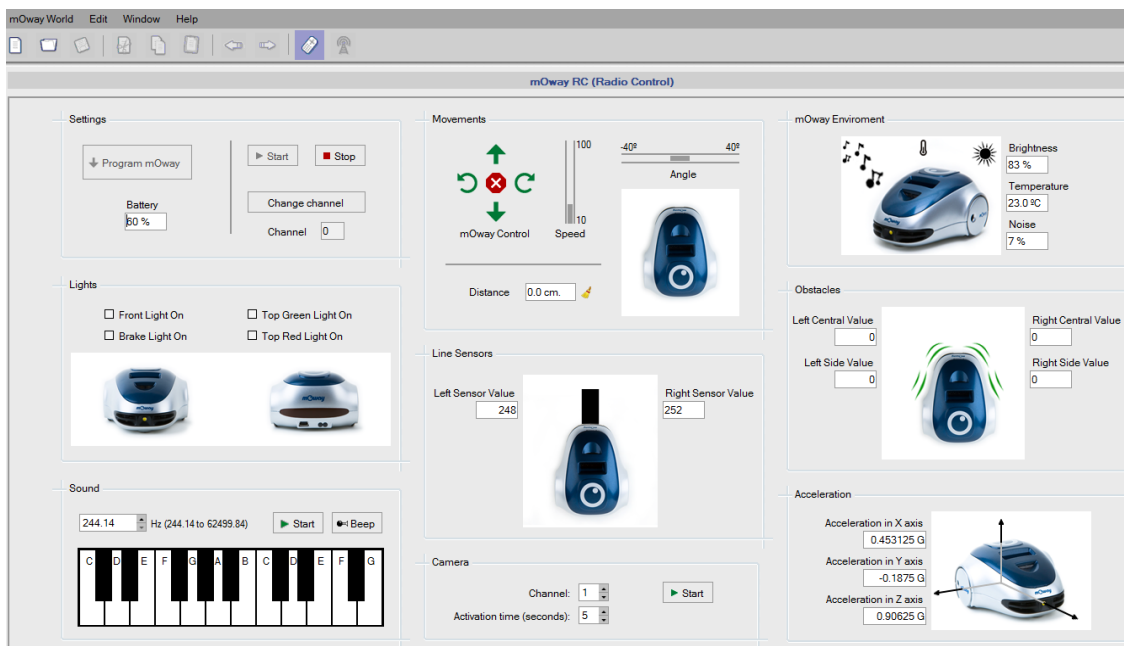 mOway World Edit Window Help
mOway RC (Radio Control)
Settings
Program mOway
Start
Stop
Battery
60 %
Change channel
Channel 0
Lights
Front Light On
Top Green Light On
Brake Light On
Top Red Light On
Sound
244.14 Hz (244.14 to 62499.84) Start Beep
C D E F G A B C D E F G
Movements
100
10
mOway Control Speed
-40º 40º
Angle
Distance 0.0 cm.
Line Sensors
Left Sensor Value
248
Right Sensor Value
252
Camera
Channel: 1 Start
Activation time (seconds): 5
mOway Enviroment
Brightness
83 %
Temperature
23.0 ºC
Noise
7 %
Obstacles
Left Central Value
0
Right Central Value
0
Left Side Value
0
Right Side Value
0
Acceleration
Acceleration in X axis
0.453125 G
Acceleration in Y axis
-0.1875 G
Acceleration in Z axis
0.90625 G